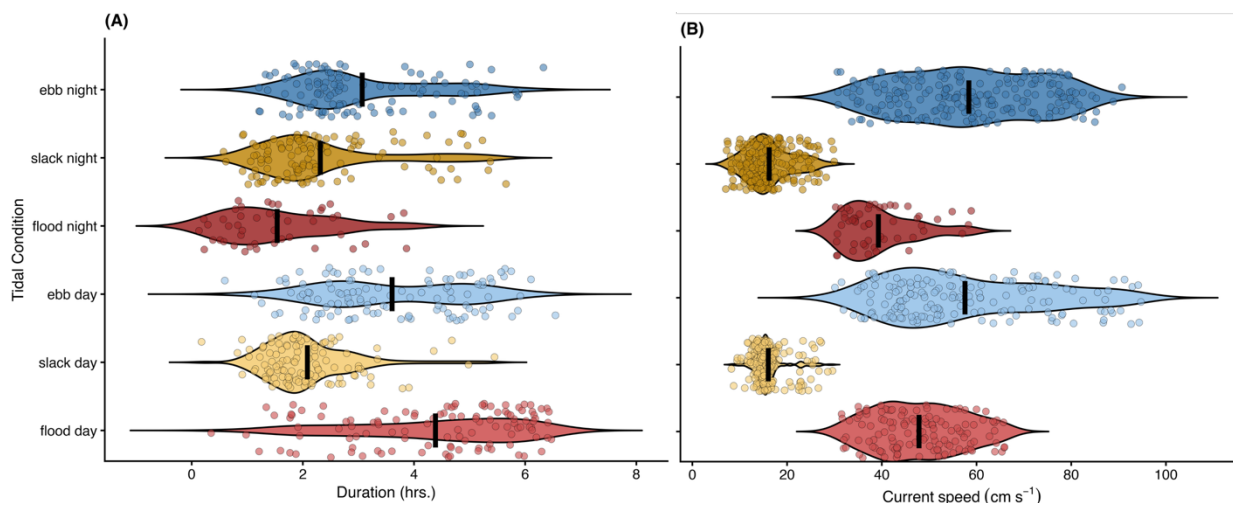 (A)
(B)
Tidal Condition
ebb night
slack night
flood night
ebb day
slack day
flood day
0 2 4 6 8
0 20 40 60 80 100
Duration (hrs.)
Current speed (cm s⁻¹)